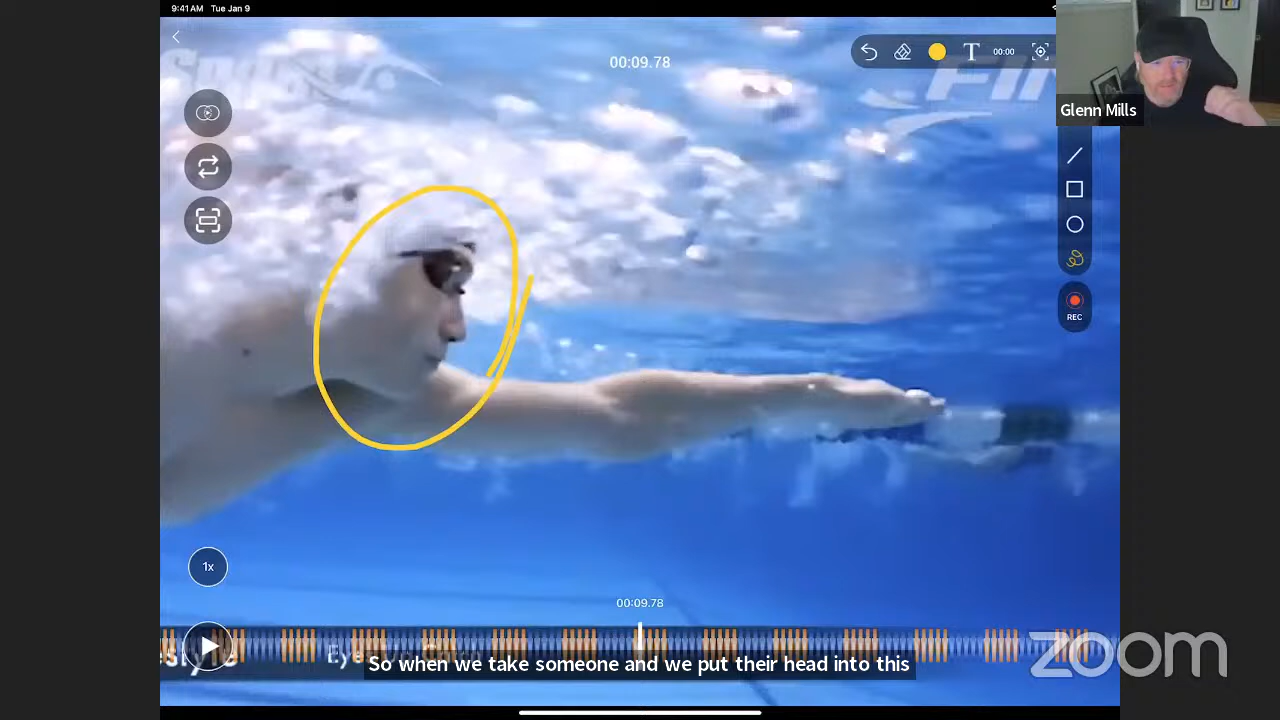 9:41 AM Tue Jan 9
00:09.78
T
00:00
Glenn Mills
REC
1x
00:09.78
So when we take someone and we put their head into this
zoom